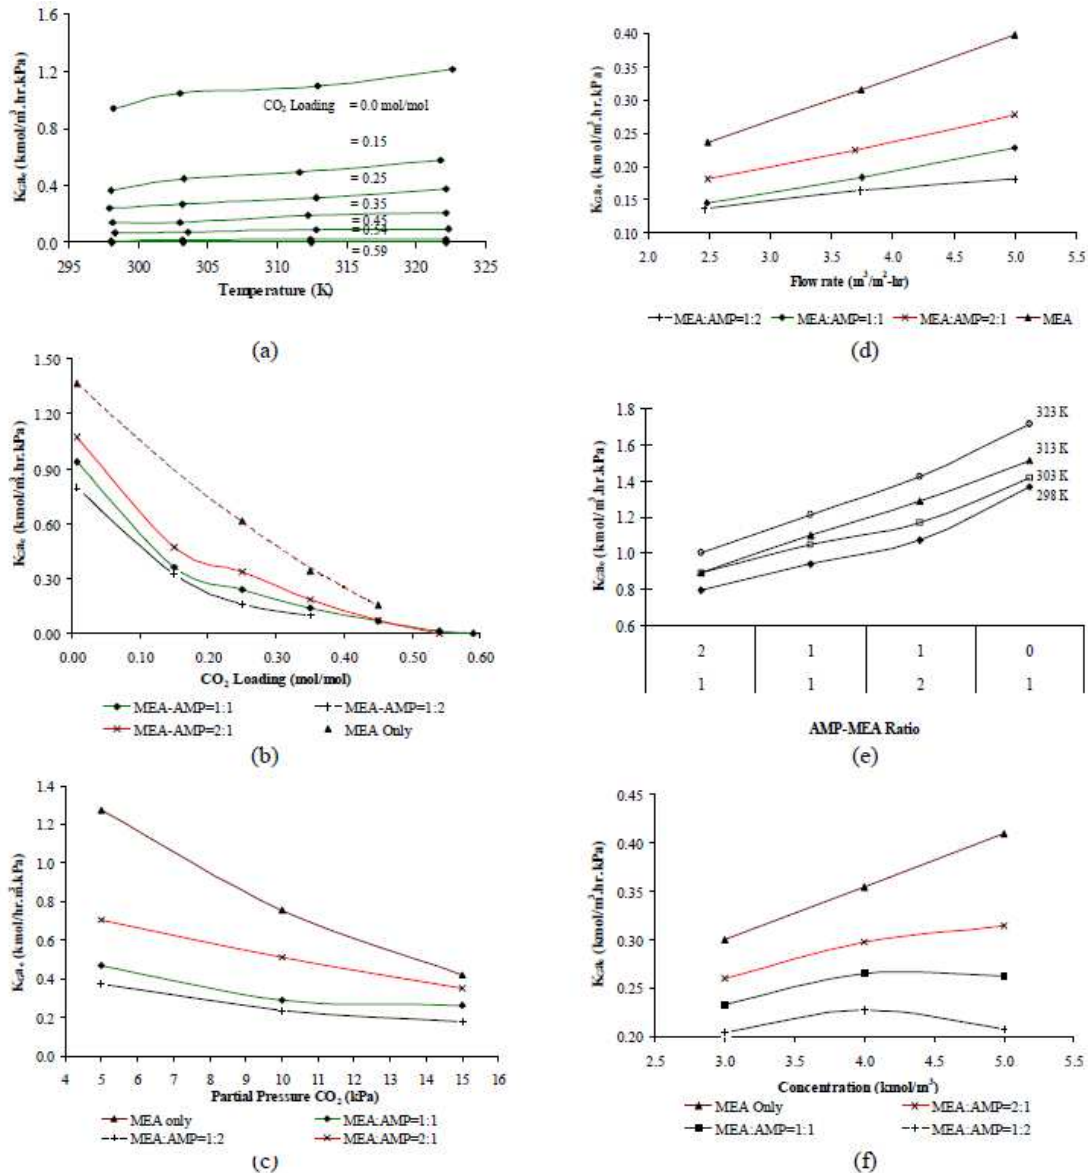 KGae (kmol/m³.hr.kPa)
1.6
1.2
0.8
0.4
0.0
CO2 Loading = 0.0 mol/mol
= 0.15
= 0.25
= 0.35
= 0.45
= 0.54
= 0.59
295 300 305 310 315 320 325
Temperature (K)
(a)
KGae (kmol/m³.hr.kPa)
0.40
0.35
0.30
0.25
0.20
0.15
0.10
2.0 2.5 3.0 3.5 4.0 4.5 5.0 5.5
Flow rate (m³/m²-hr)
MEA:AMP=1:2 MEA:AMP=1:1 MEA:AMP=2:1 MEA
(d)
KGae (kmol/m³.hr.kPa)
1.50
1.20
0.90
0.60
0.30
0.00
0.00 0.10 0.20 0.30 0.40 0.50 0.60
CO2 Loading (mol/mol)
MEA-AMP=1:1 MEA-AMP=1:2
MEA-AMP=2:1 MEA Only
(b)
KGae (kmol/m³.hr.kPa)
1.8
1.6
1.4
1.2
1.0
0.8
0.6
323 K
313 K
303 K
298 K
2 1 1 0
1 1 2 1
AMP-MEA Ratio
(e)
KGae (kmol/hr.m³.kPa)
1.4
1.2
1.0
0.8
0.6
0.4
0.2
0.0
4 5 6 7 8 9 10 11 12 13 14 15 16
Partial Pressure CO2 (kPa)
MEA only MEA:AMP=1:1
MEA:AMP=1:2 MEA:AMP=2:1
(c)
KGae (kmol/m³.hr.kPa)
0.45
0.40
0.35
0.30
0.25
0.20
2.5 3.0 3.5 4.0 4.5 5.0 5.5
Concentration (kmol/m³)
MEA Only MEA:AMP=2:1
MEA:AMP=1:1 MEA:AMP=1:2
(f)